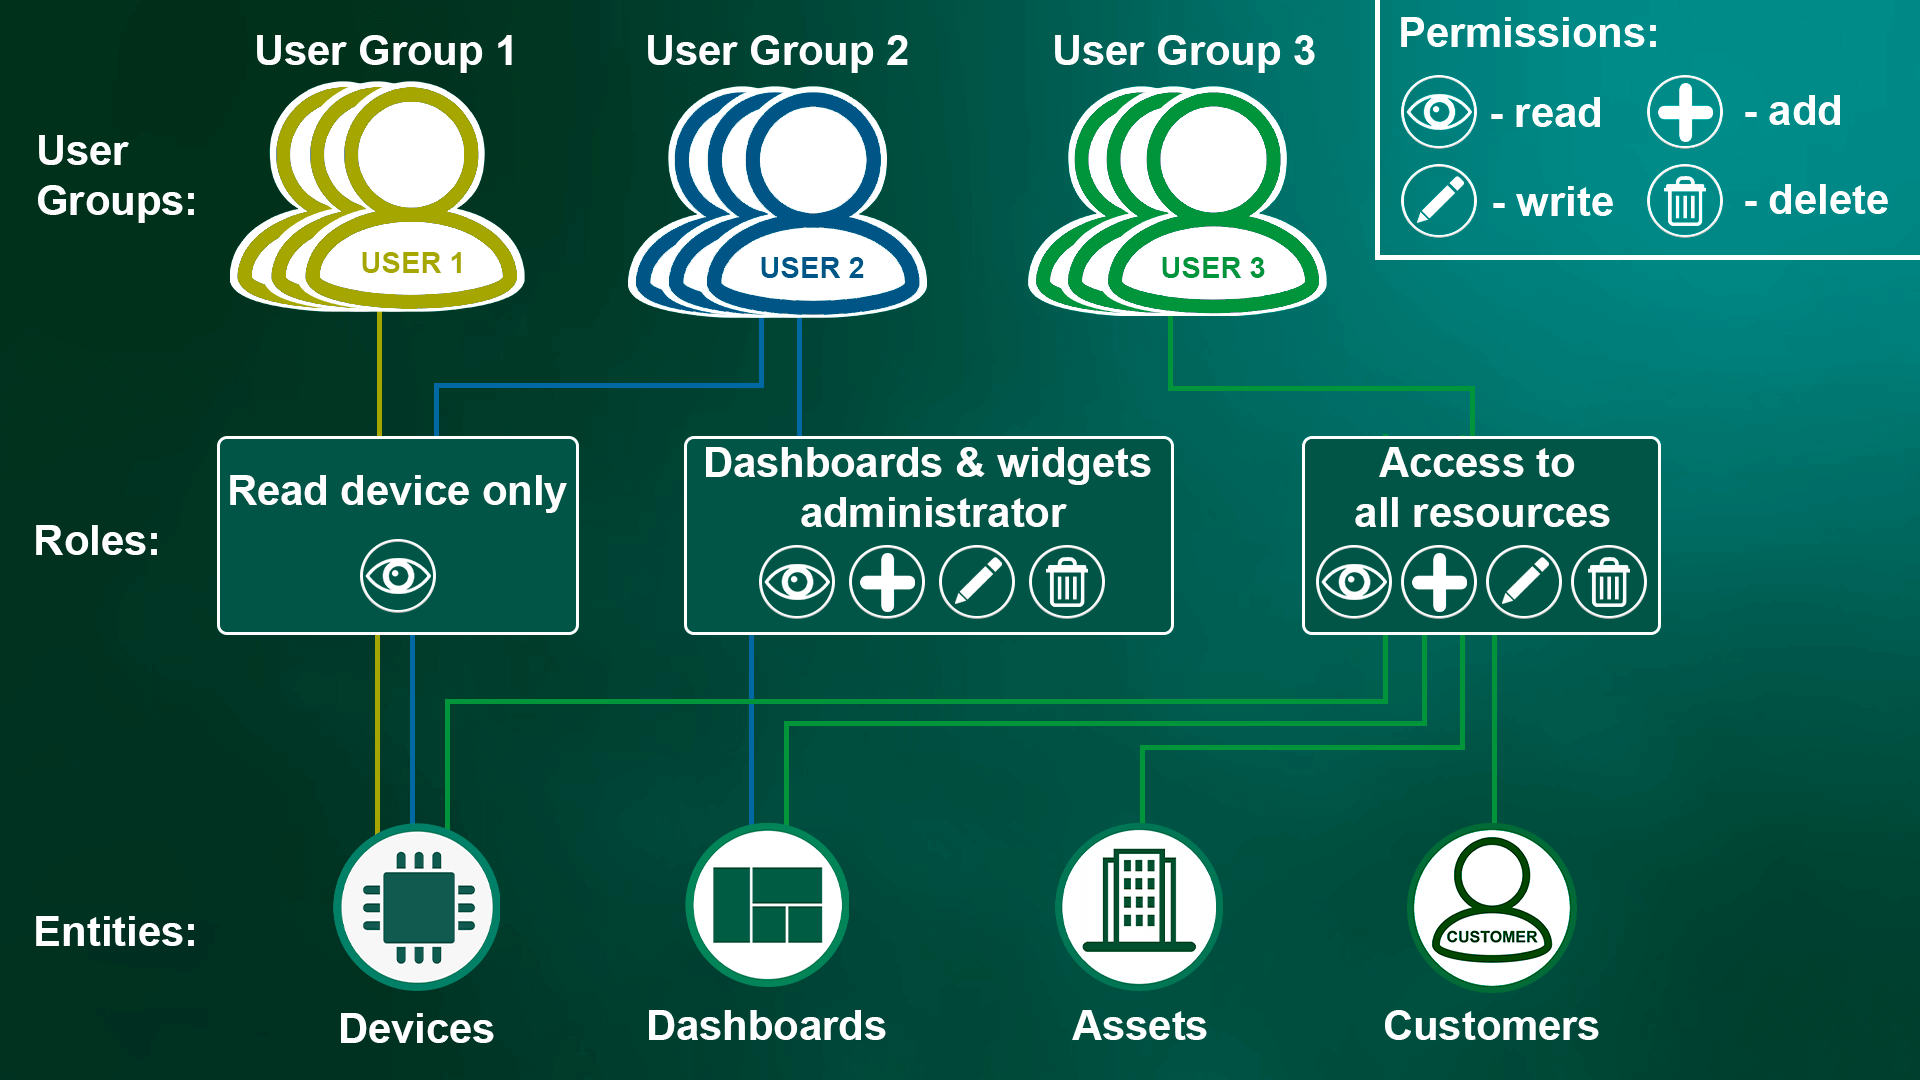 User Group 1
User Group 2
User Group 3
Permissions:
- read
- add
- write
- delete
User
Groups:
USER 1
USER 2
USER 3
Roles:
Read device only
Dashboards & widgets
administrator
Access to
all resources
Entities:
CUSTOMER
Devices
Dashboards
Assets
Customers